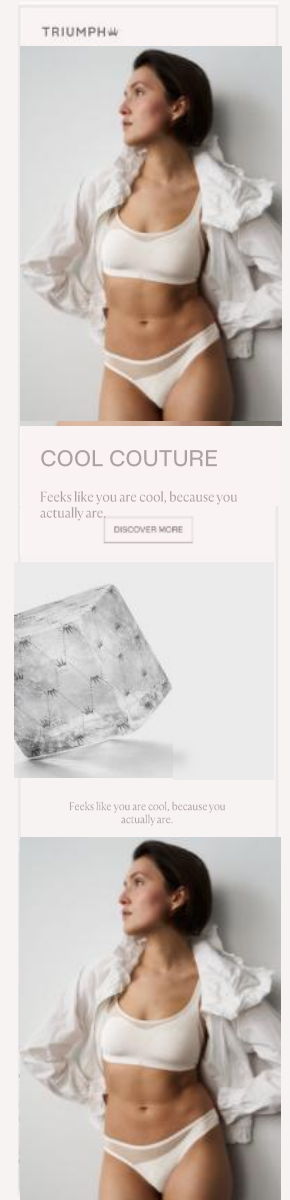 TRIUMPH
COOL COUTURE
Feeks like you are cool, because you
actually are.
DISCOVER MORE
Feeks like you are cool, because you
actually are.